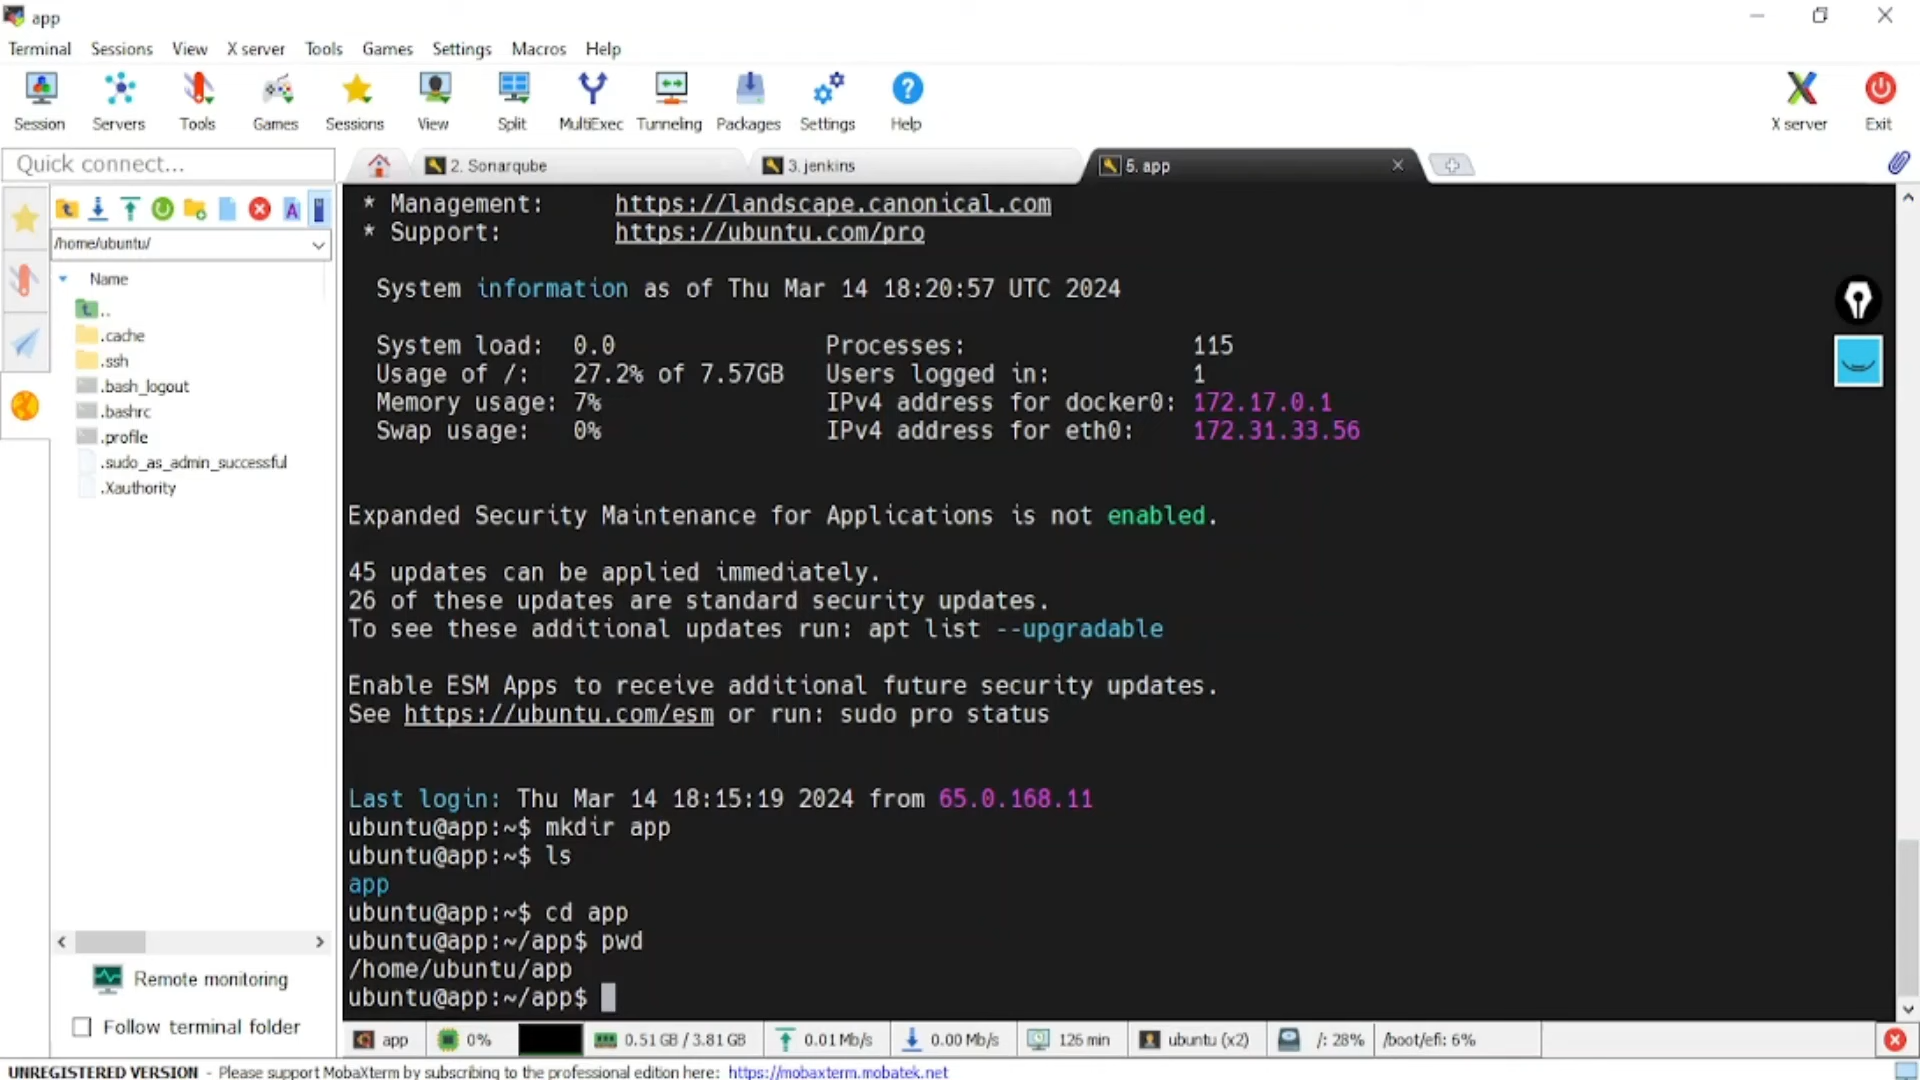 app
Terminal Sessions View X server Tools Games Settings Macros Help
Session Servers Tools Games Sessions View Split MultiExec Tunneling Packages Settings Help X server Exit
Quick connect...
2. Sonarqube
3. jenkins
5. app
/home/ubuntu/
Name
..
.cache
.ssh
.bash_logout
.bashrc
.profile
.sudo_as_admin_successful
.Xauthority
Remote monitoring
Follow terminal folder
* Management: https://landscape.canonical.com
* Support: https://ubuntu.com/pro
System information as of Thu Mar 14 18:20:57 UTC 2024
System load: 0.0 Processes: 115
Usage of /: 27.2% of 7.57GB Users logged in: 1
Memory usage: 7% IPv4 address for docker0: 172.17.0.1
Swap usage: 0% IPv4 address for eth0: 172.31.33.56
Expanded Security Maintenance for Applications is not enabled.
45 updates can be applied immediately.
26 of these updates are standard security updates.
To see these additional updates run: apt list --upgradable
Enable ESM Apps to receive additional future security updates.
See https://ubuntu.com/esm or run: sudo pro status
Last login: Thu Mar 14 18:15:19 2024 from 65.0.168.11
ubuntu@app:~$ mkdir app
ubuntu@app:~$ ls
app
ubuntu@app:~$ cd app
ubuntu@app:~/app$ pwd
/home/ubuntu/app
ubuntu@app:~/app$
app 0% 0.51 GB / 3.81 GB 0.01 Mb/s 0.00 Mb/s 126 min ubuntu (x2) /: 28% /boot/efi: 6%
UNREGISTERED VERSION - Please support MobaXterm by subscribing to the professional edition here: https://mobaxterm.mobatek.net